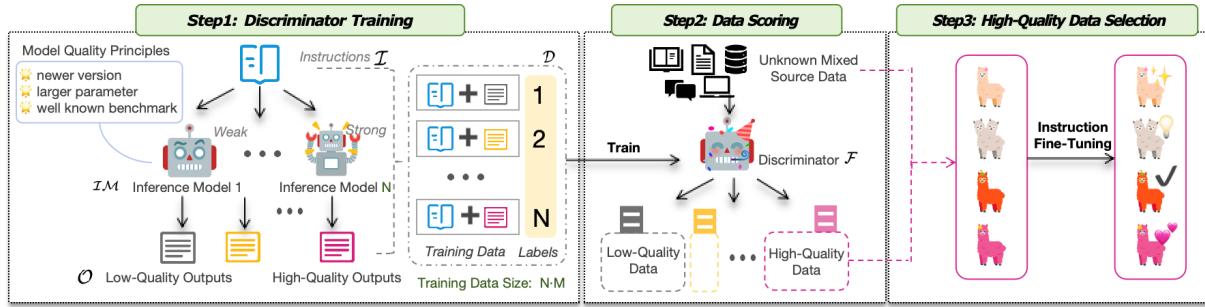 Step1: Discriminator Training
Model Quality Principles
newer version
larger parameter
well known benchmark
Instructions I
Weak
Strong
IM
Inference Model 1
Inference Model N
O
Low-Quality Outputs
High-Quality Outputs
D
1
2
N
Training Data
Labels
Training Data Size: N·M
Step2: Data Scoring
Unknown Mixed
Source Data
Train
Discriminator F
Low-Quality
Data
High-Quality
Data
Step3: High-Quality Data Selection
Instruction
Fine-Tuning